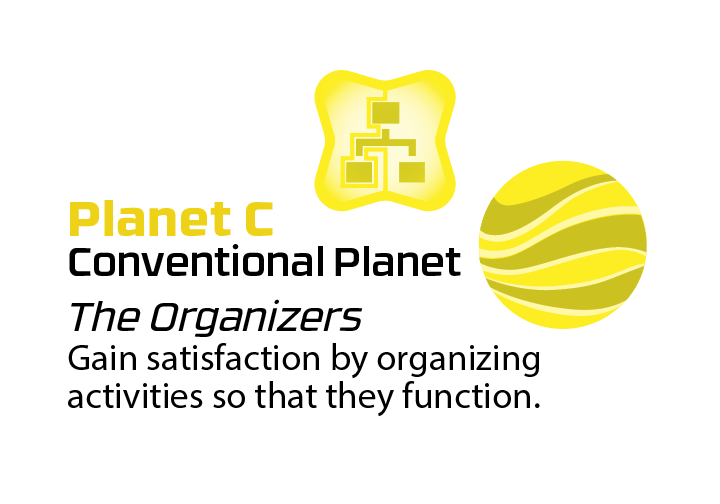 Planet C
Conventional Planet
The Organizers
Gain satisfaction by organizing
activities so that they function.